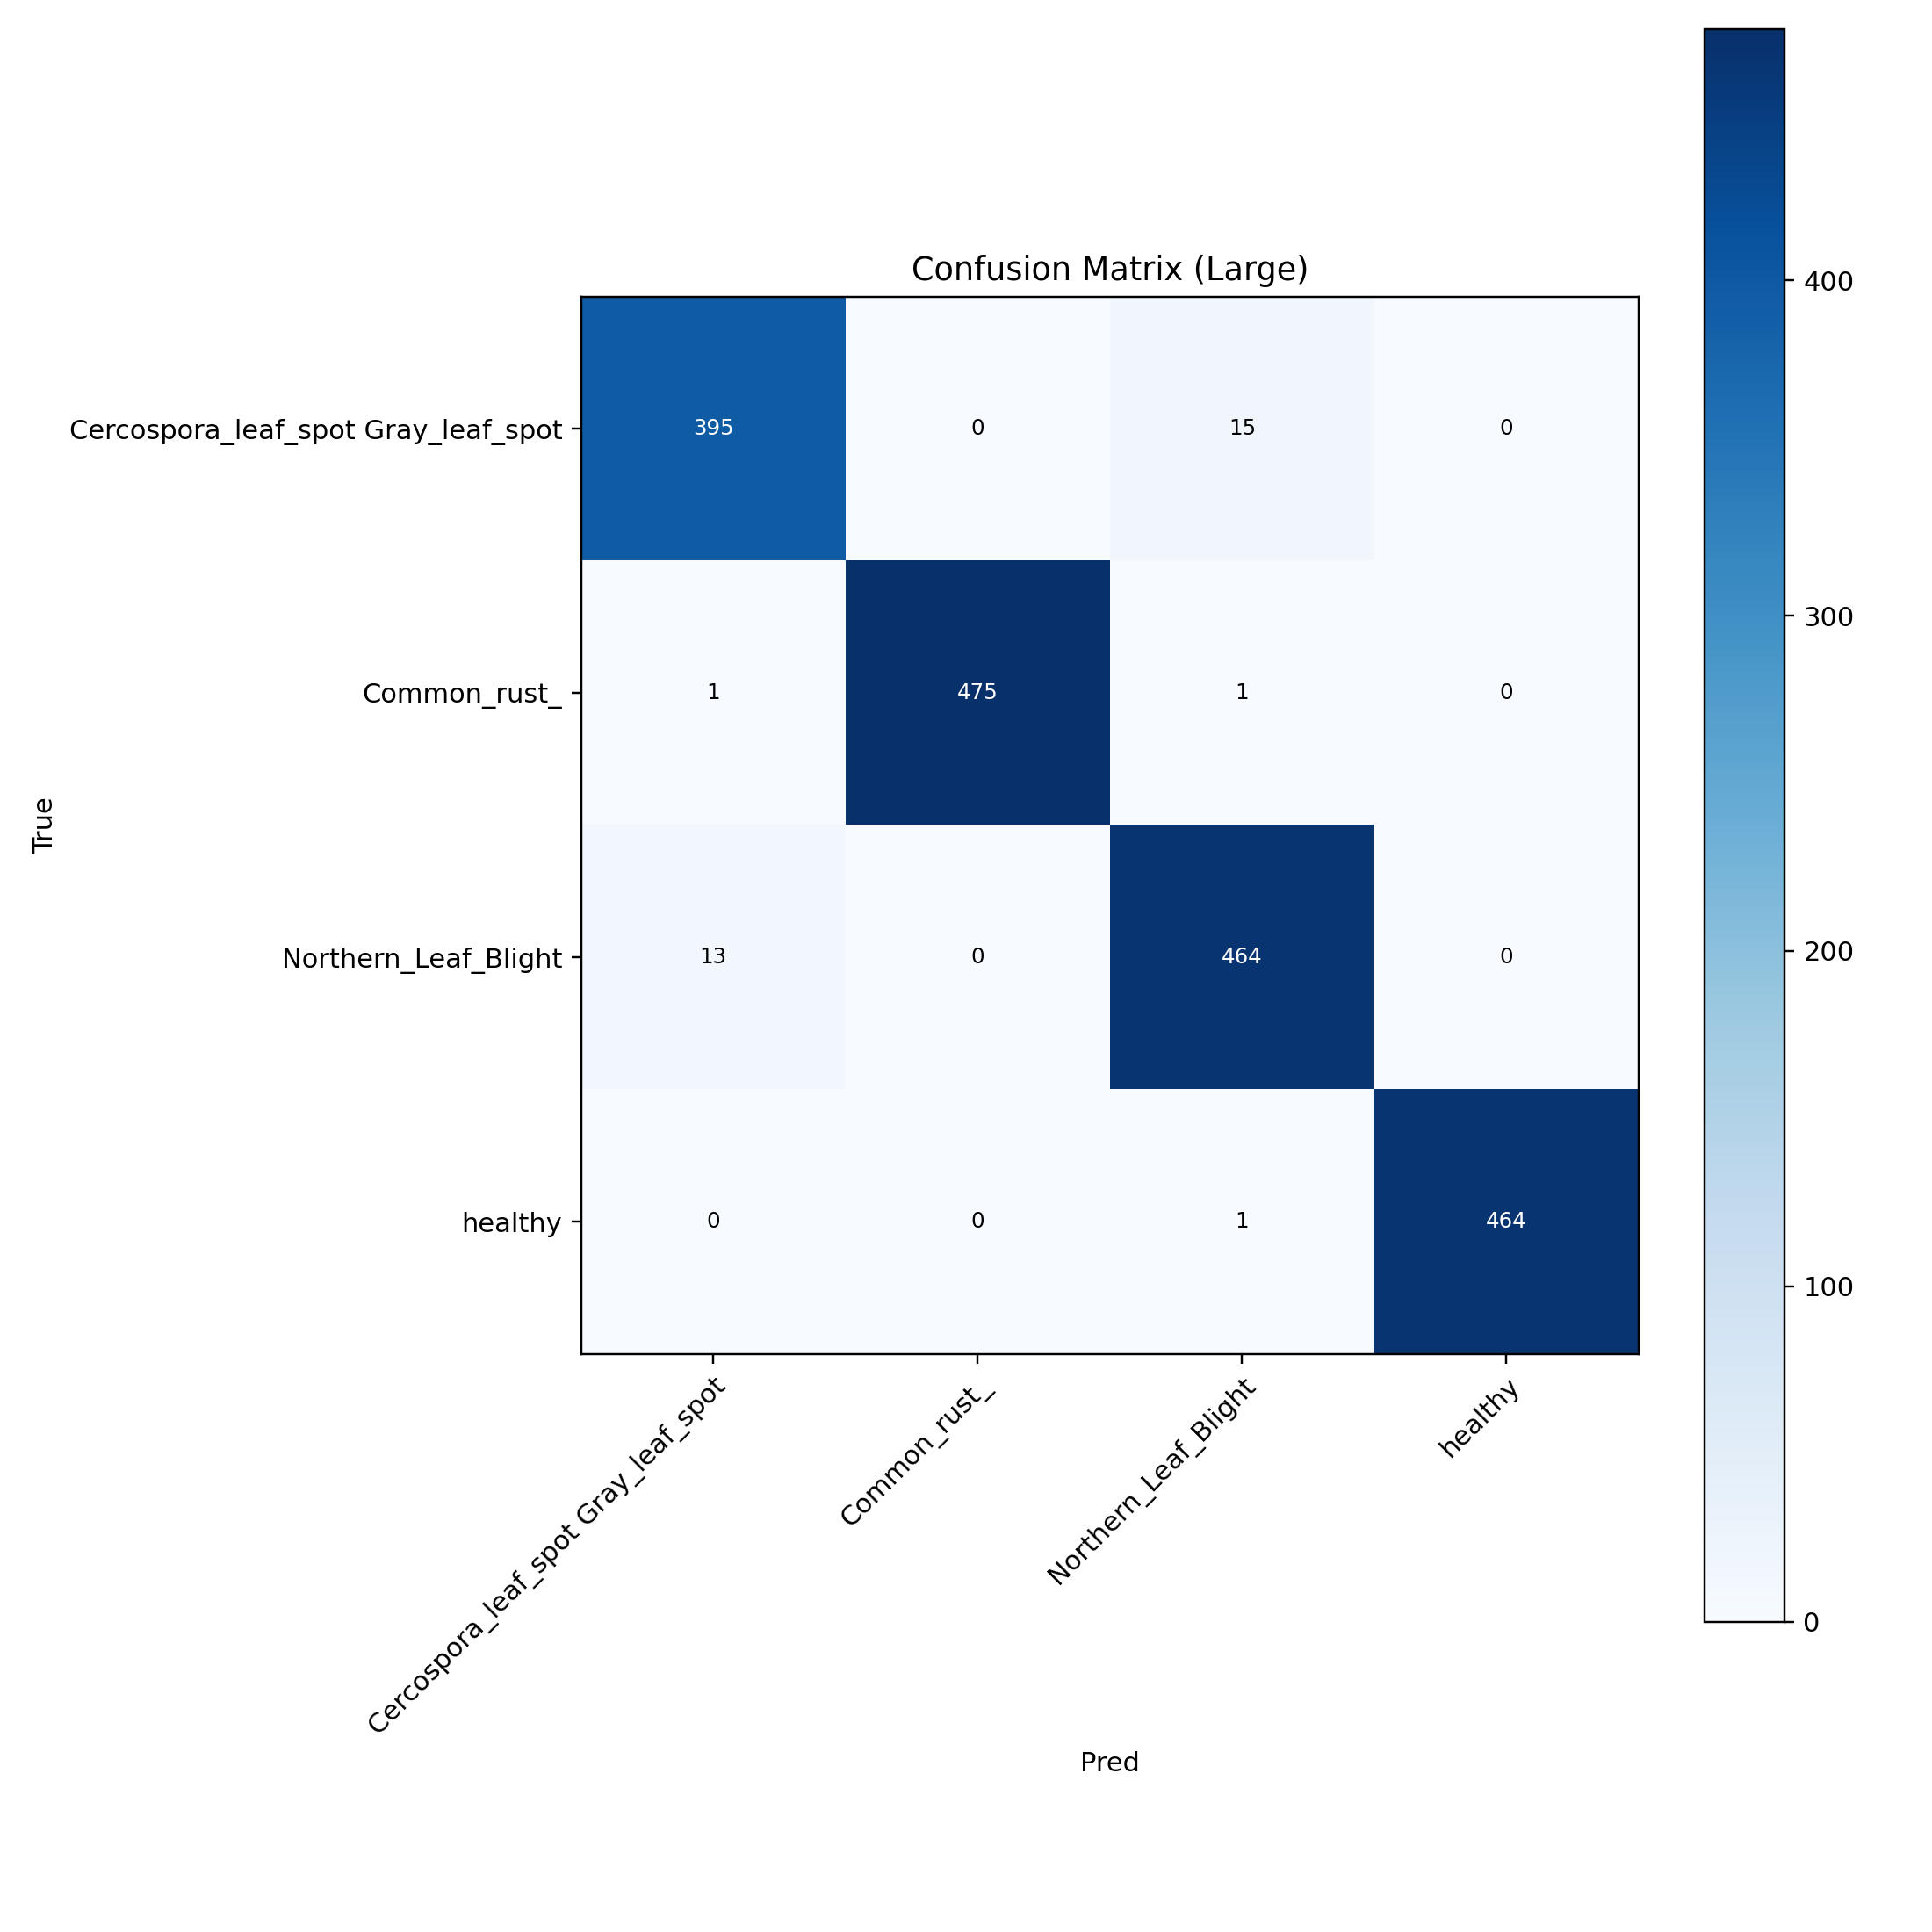 Confusion Matrix (Large)
True
Cercospora_leaf_spot Gray_leaf_spot 395 0 15 0
Common_rust_ 1 475 1 0
Northern_Leaf_Blight 13 0 464 0
healthy 0 0 1 464
Cercospora_leaf_spot Gray_leaf_spot
Common_rust_
Northern_Leaf_Blight
healthy
Pred
400
300
200
100
0